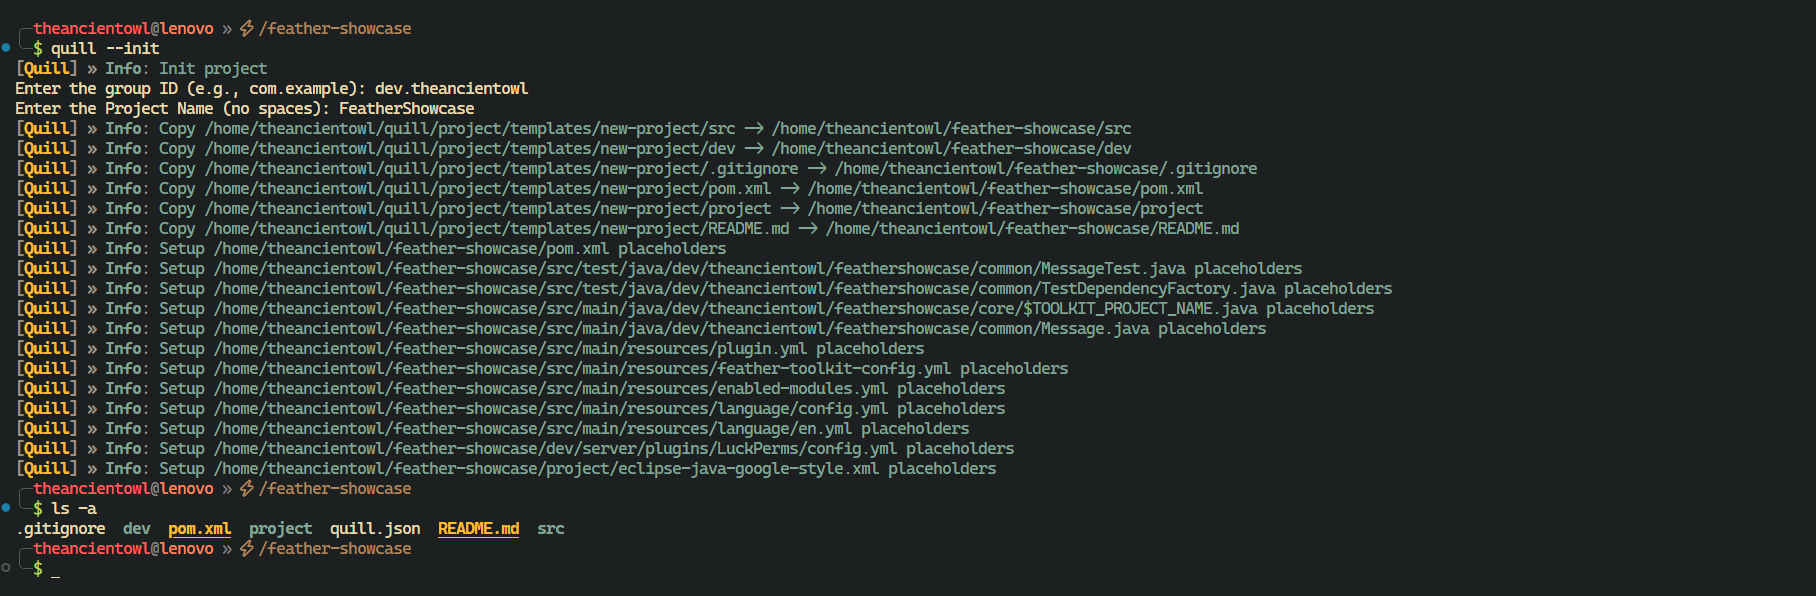 theancientowl@lenovo » ⚡/feather-showcase
$ quill --init
[Quill] » Info: Init project
Enter the group ID (e.g., com.example): dev.theancientowl
Enter the Project Name (no spaces): FeatherShowcase
[Quill] » Info: Copy /home/theancientowl/quill/project/templates/new-project/src -> /home/theancientowl/feather-showcase/src
[Quill] » Info: Copy /home/theancientowl/quill/project/templates/new-project/dev -> /home/theancientowl/feather-showcase/dev
[Quill] » Info: Copy /home/theancientowl/quill/project/templates/new-project/.gitignore -> /home/theancientowl/feather-showcase/.gitignore
[Quill] » Info: Copy /home/theancientowl/quill/project/templates/new-project/pom.xml -> /home/theancientowl/feather-showcase/pom.xml
[Quill] » Info: Copy /home/theancientowl/quill/project/templates/new-project/project -> /home/theancientowl/feather-showcase/project
[Quill] » Info: Copy /home/theancientowl/quill/project/templates/new-project/README.md -> /home/theancientowl/feather-showcase/README.md
[Quill] » Info: Setup /home/theancientowl/feather-showcase/pom.xml placeholders
[Quill] » Info: Setup /home/theancientowl/feather-showcase/src/test/java/dev/theancientowl/feathershowcase/common/MessageTest.java placeholders
[Quill] » Info: Setup /home/theancientowl/feather-showcase/src/test/java/dev/theancientowl/feathershowcase/common/TestDependencyFactory.java placeholders
[Quill] » Info: Setup /home/theancientowl/feather-showcase/src/main/java/dev/theancientowl/feathershowcase/core/$TOOLKIT_PROJECT_NAME.java placeholders
[Quill] » Info: Setup /home/theancientowl/feather-showcase/src/main/java/dev/theancientowl/feathershowcase/common/Message.java placeholders
[Quill] » Info: Setup /home/theancientowl/feather-showcase/src/main/resources/plugin.yml placeholders
[Quill] » Info: Setup /home/theancientowl/feather-showcase/src/main/resources/feather-toolkit-config.yml placeholders
[Quill] » Info: Setup /home/theancientowl/feather-showcase/src/main/resources/enabled-modules.yml placeholders
[Quill] » Info: Setup /home/theancientowl/feather-showcase/src/main/resources/language/config.yml placeholders
[Quill] » Info: Setup /home/theancientowl/feather-showcase/src/main/resources/language/en.yml placeholders
[Quill] » Info: Setup /home/theancientowl/feather-showcase/dev/server/plugins/LuckPerms/config.yml placeholders
[Quill] » Info: Setup /home/theancientowl/feather-showcase/project/eclipse-java-google-style.xml placeholders
theancientowl@lenovo » ⚡/feather-showcase
$ ls -a
.gitignore dev pom.xml project quill.json README.md src
theancientowl@lenovo » ⚡/feather-showcase
$ _